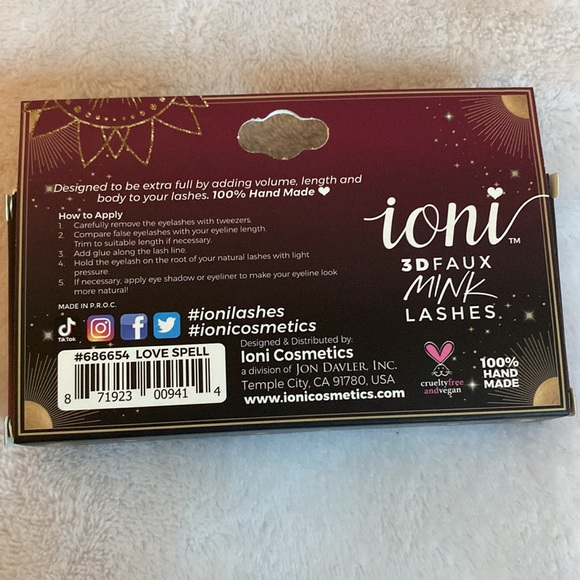 Designed to be extra full by adding volume, length and
body to your lashes. 100% Hand Made
How to Apply
1. Carefully remove the eyelashes with tweezers.
2. Compare false eyelashes with your eyeline length.
Trim to suitable length if necessary.
3. Add glue along the lash line.
4. Hold the eyelash on the root of your natural lashes with light
pressure.
5. If necessary, apply eye shadow or eyeliner to make your eyeline look
more natural!
MADE IN P.R.O.C.
TikTok
#ionilashes
#ionicosmetics
#686654 LOVE SPELL
8 71923 00941 4
Designed & Distributed by:
Ioni Cosmetics
a division of JON DAVLER, INC.
Temple City, CA 91780, USA
www.ionicosmetics.com
ioni™
3D FAUX
MINK
LASHES
crueltyfree
andvegan
100%
HAND
MADE